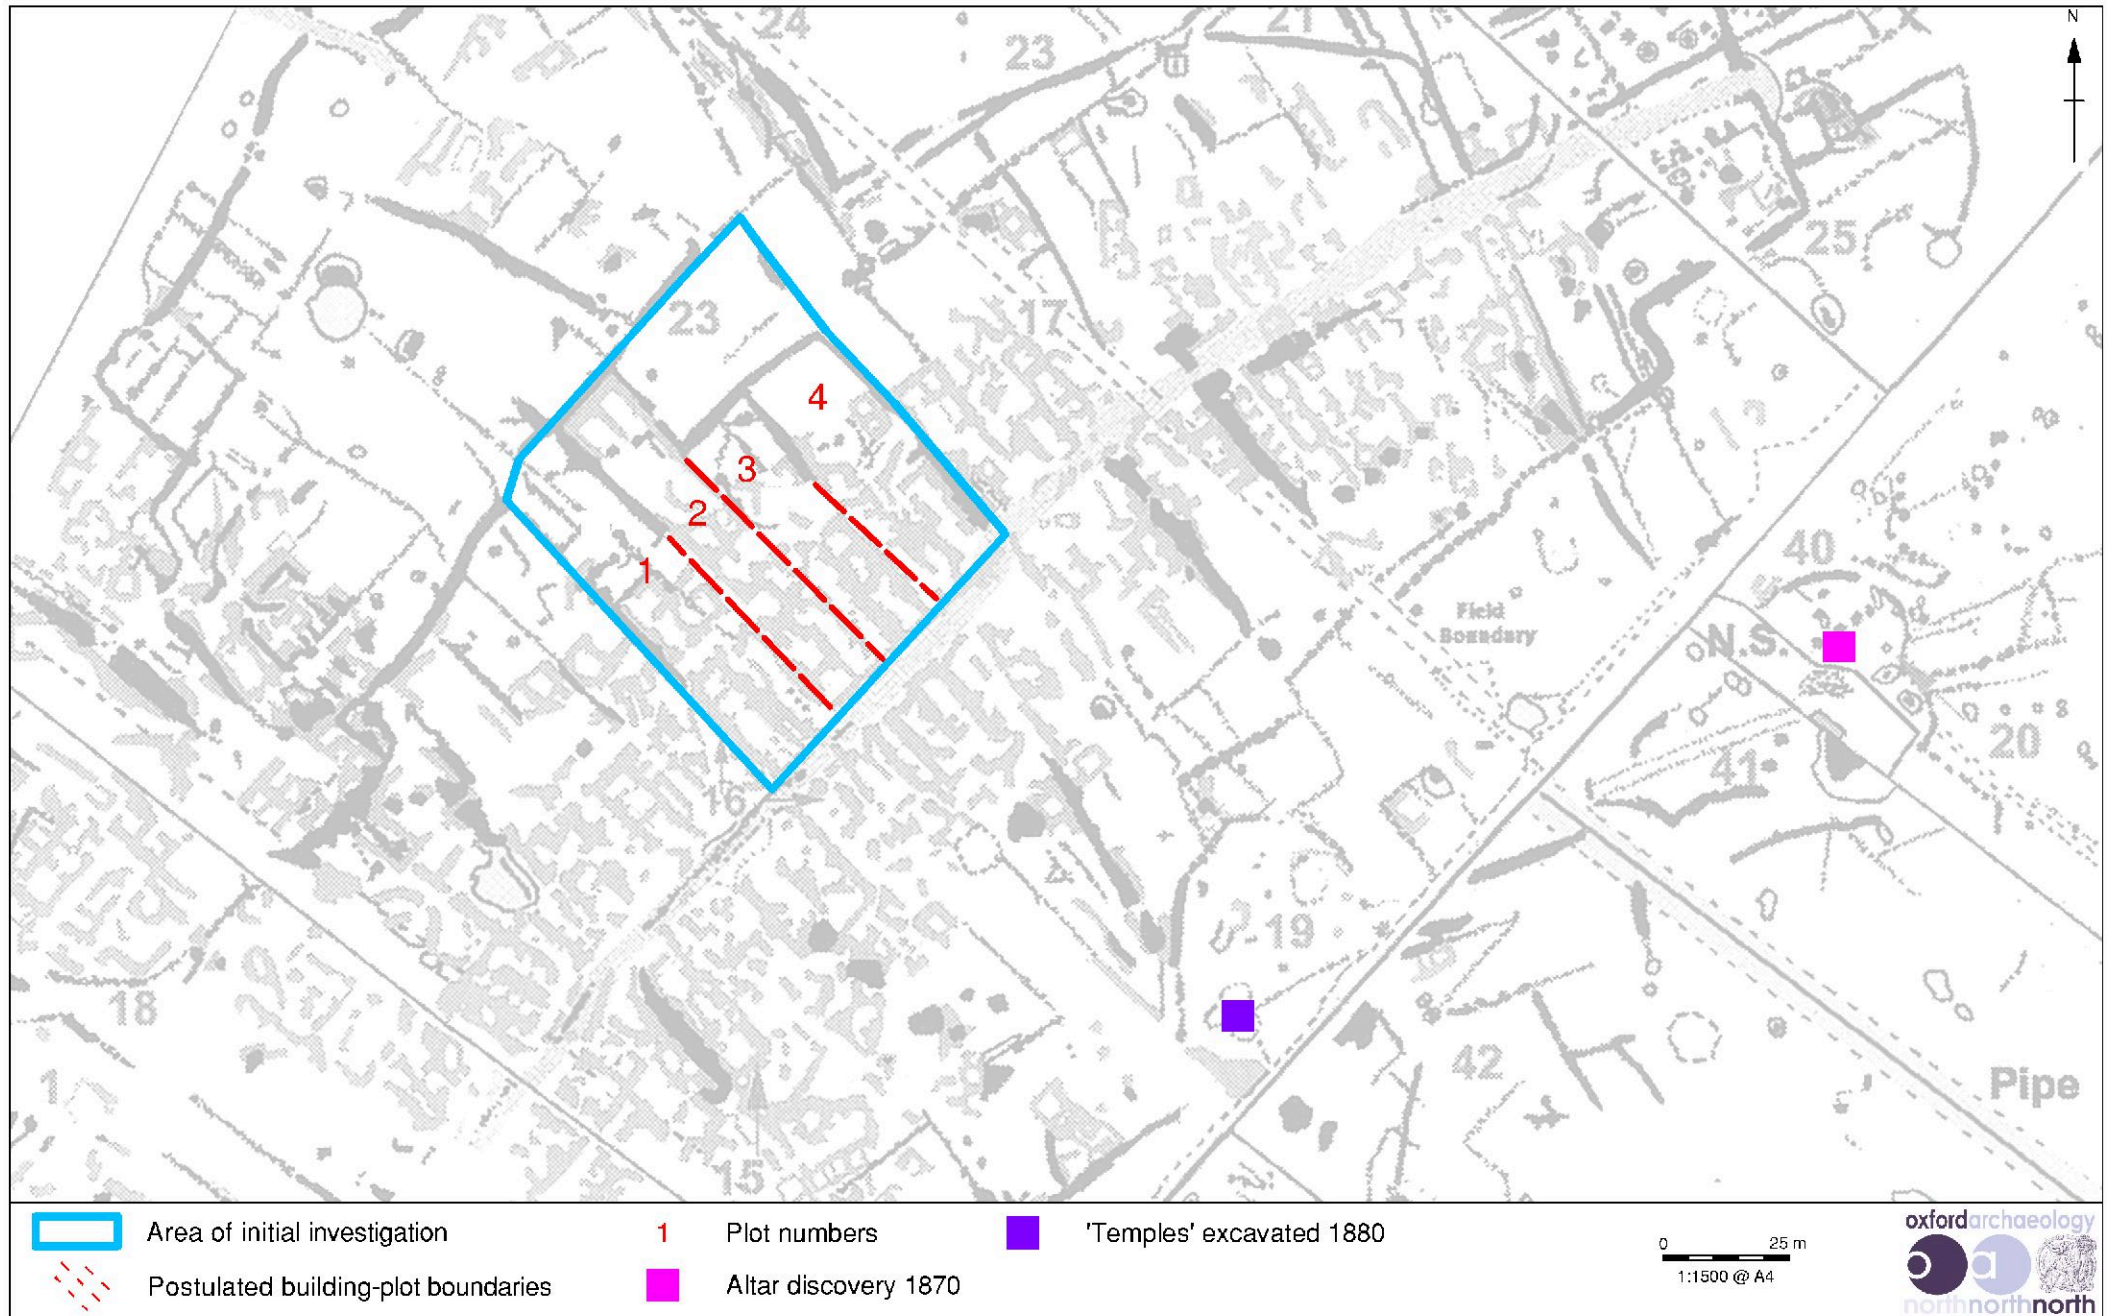 N
24
23
21
25
23
17
4
3
2
1
40
Field
Boundary
N.S.
20
41
16
19
18
42
Pipe
15
Area of initial investigation
1 Plot numbers
'Temples' excavated 1880
Postulated building-plot boundaries
Altar discovery 1870
0 25 m
1:1500 @ A4
oxfordarchaeology
oa
northnorthnorth